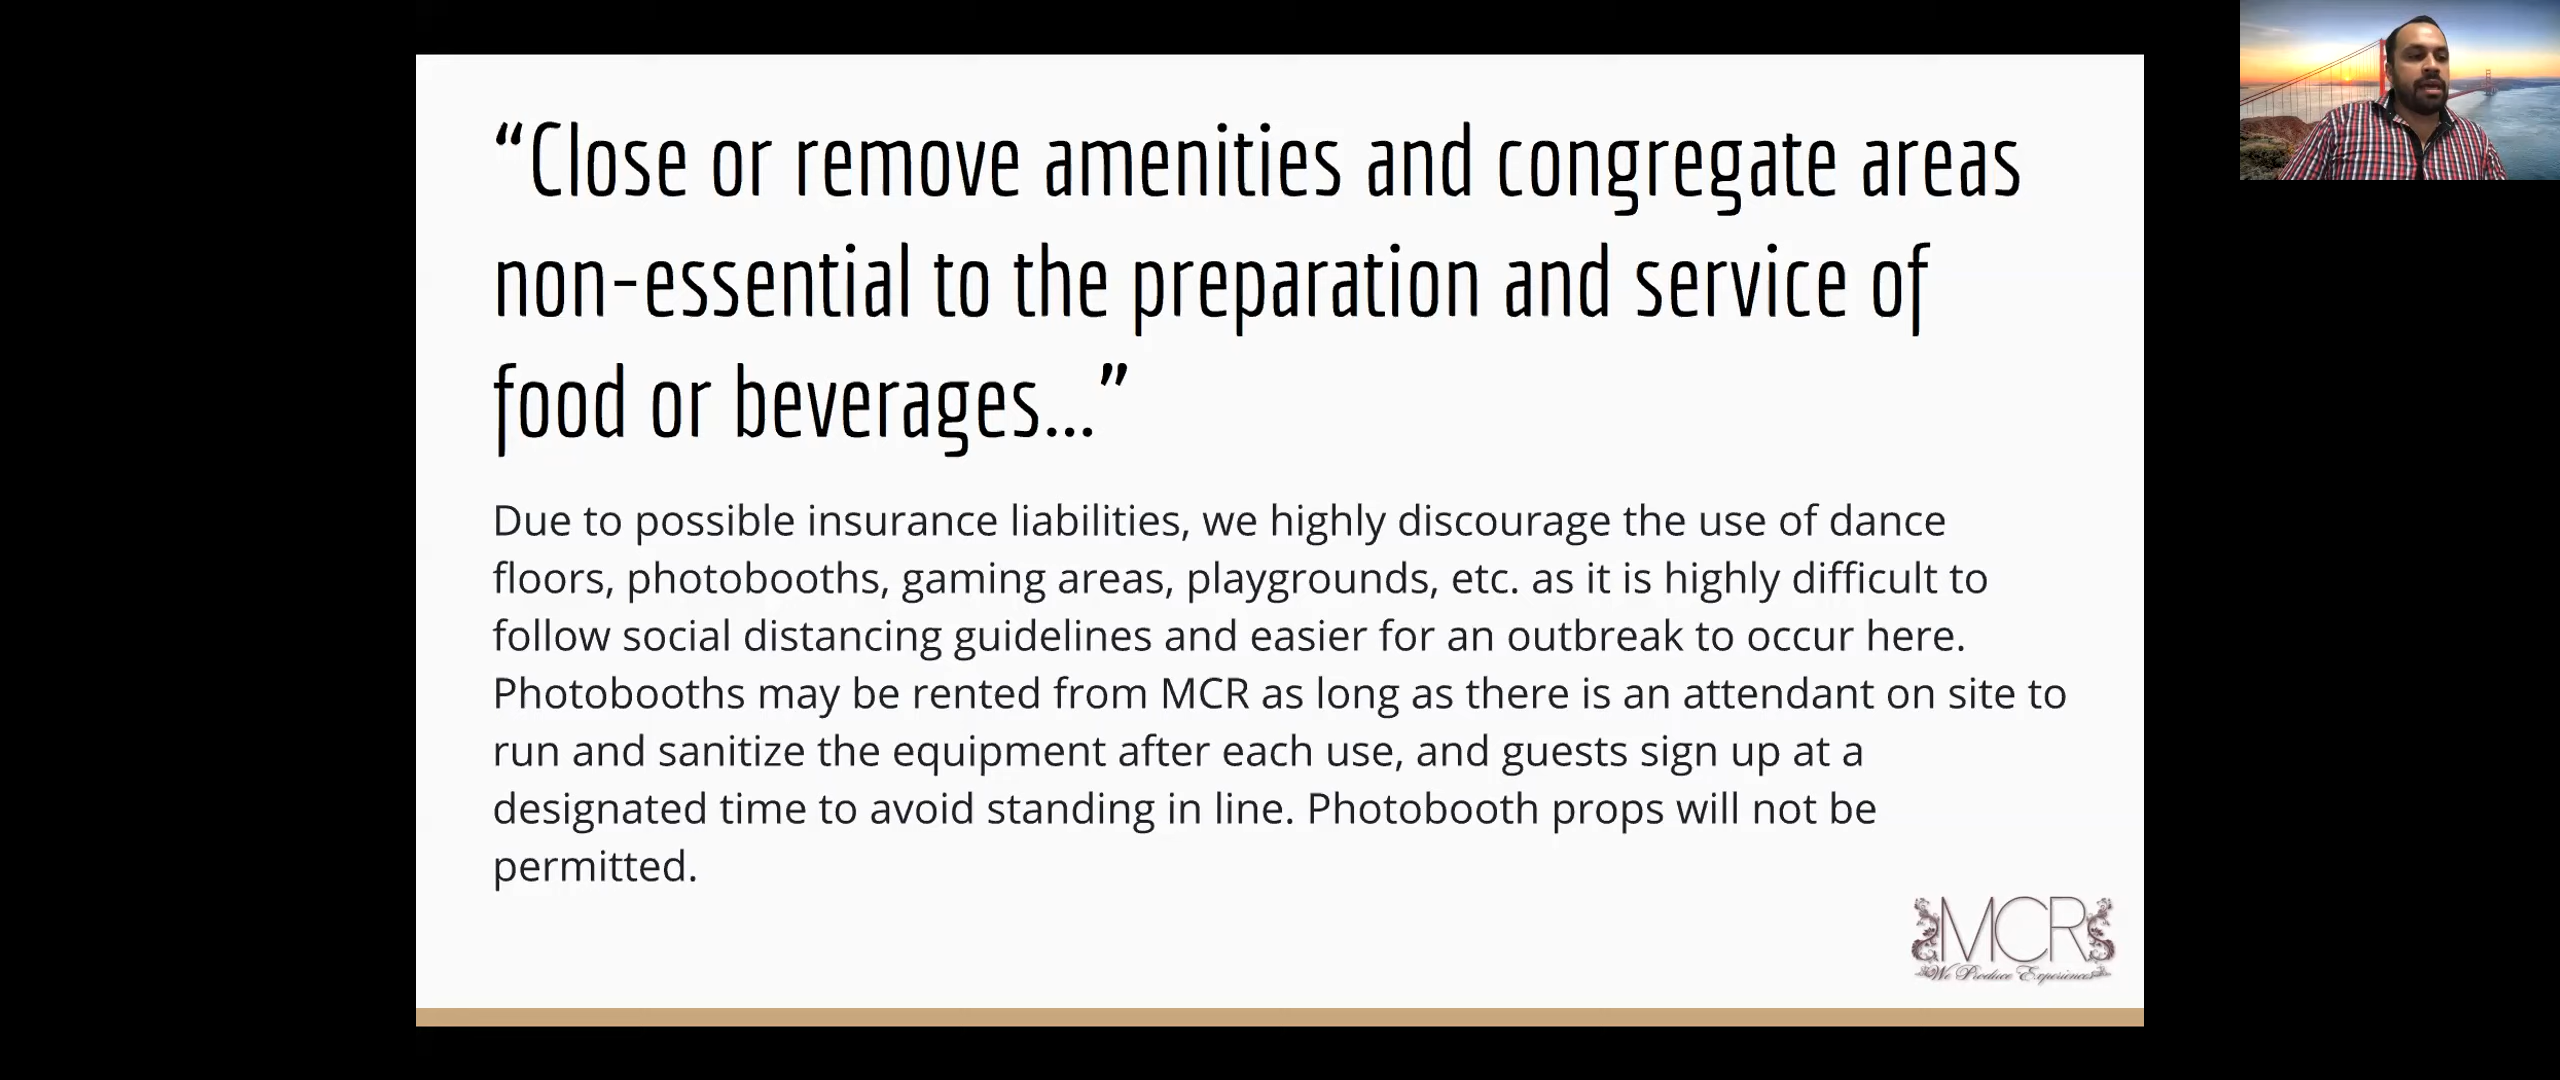 “Close or remove amenities and congregate areas
non-essential to the preparation and service of
food or beverages...”
Due to possible insurance liabilities, we highly discourage the use of dance
floors, photobooths, gaming areas, playgrounds, etc. as it is highly difficult to
follow social distancing guidelines and easier for an outbreak to occur here.
Photobooths may be rented from MCR as long as there is an attendant on site to
run and sanitize the equipment after each use, and guests sign up at a
designated time to avoid standing in line. Photobooth props will not be
permitted.
MCR
We Produce Experiences